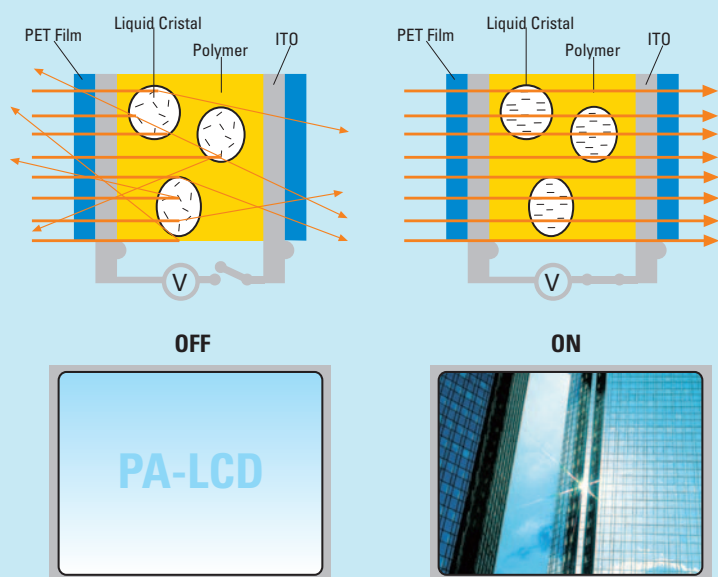 Liquid Cristal
PET Film
Polymer
ITO
V
OFF
PA-LCD
Liquid Cristal
PET Film
Polymer
ITO
V
ON